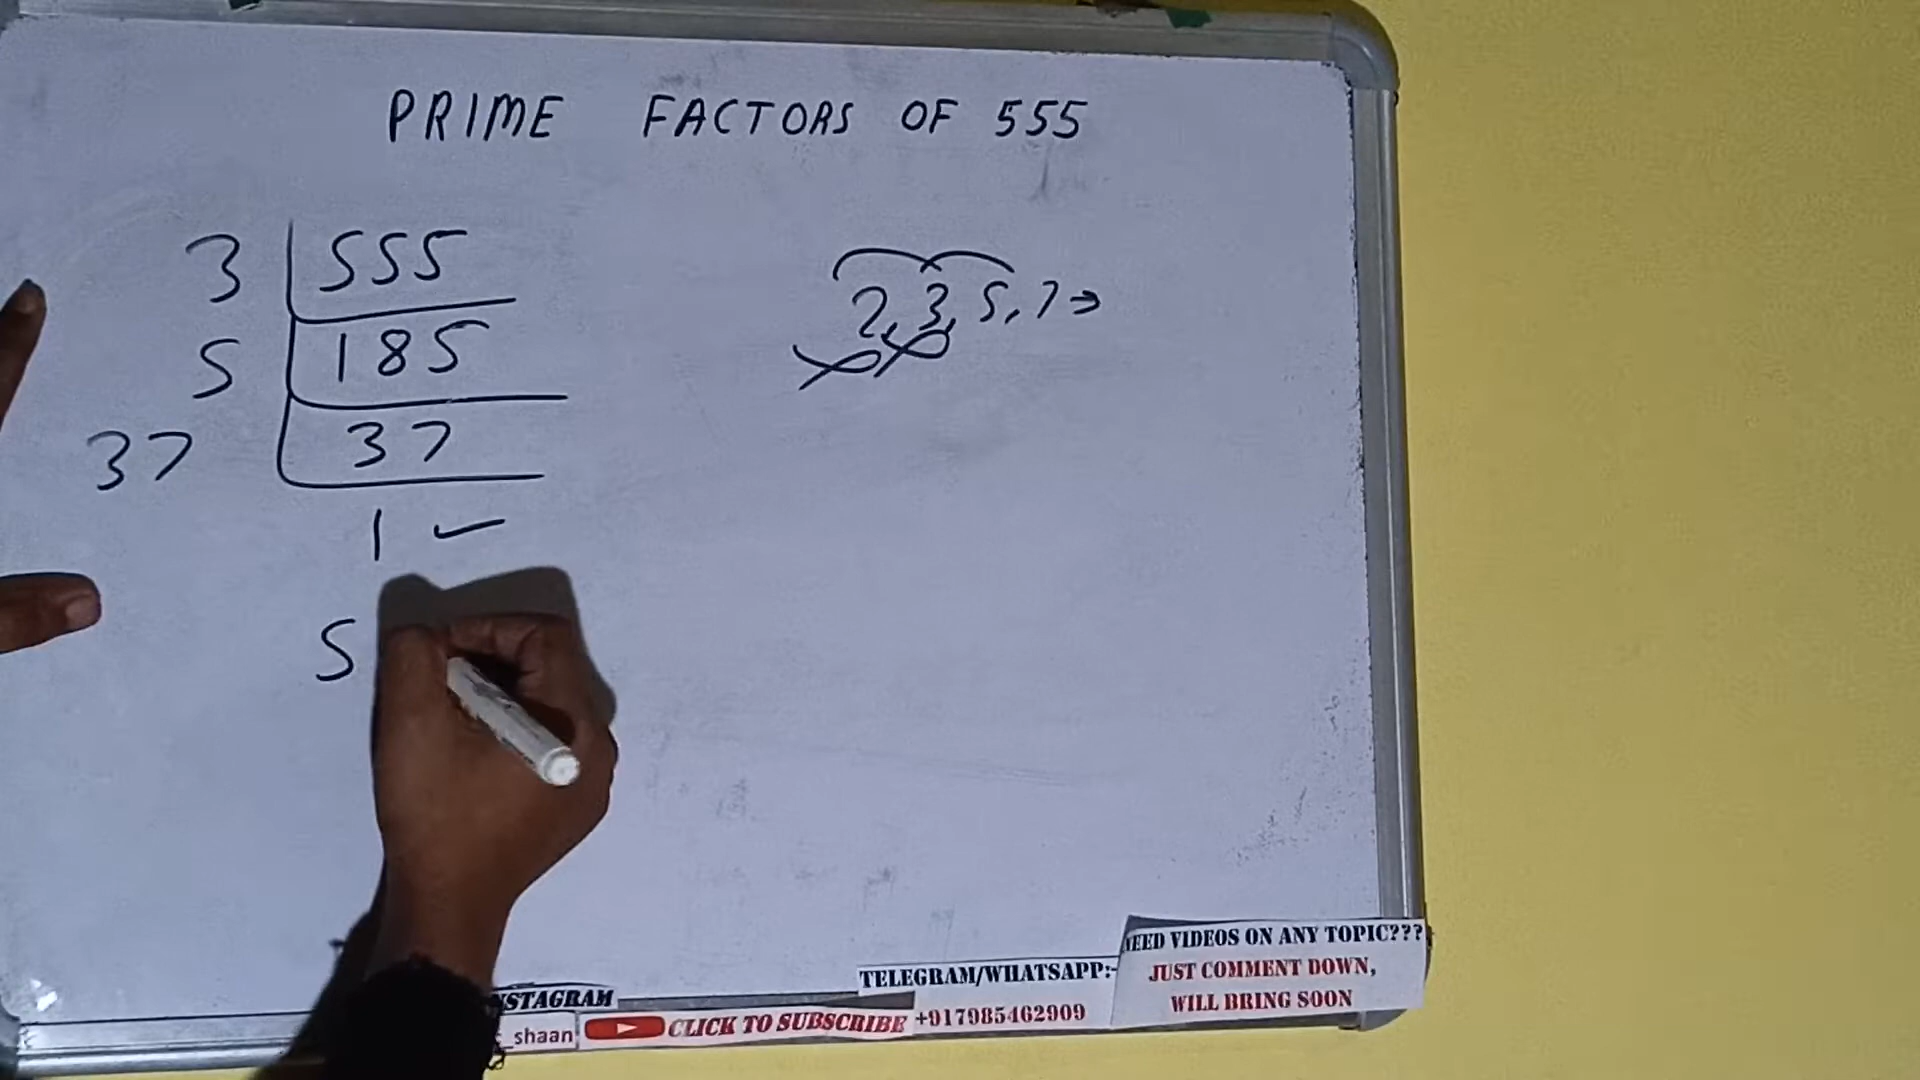 PRIME FACTORS OF 555
3 555
5 185
37 37
1
2, 3, 5, 7
5
NEED VIDEOS ON ANY TOPIC???
JUST COMMENT DOWN,
WILL BRING SOON
TELEGRAM/WHATSAPP:-
+917985462909
INSTAGRAM
_shaan
CLICK TO SUBSCRIBE